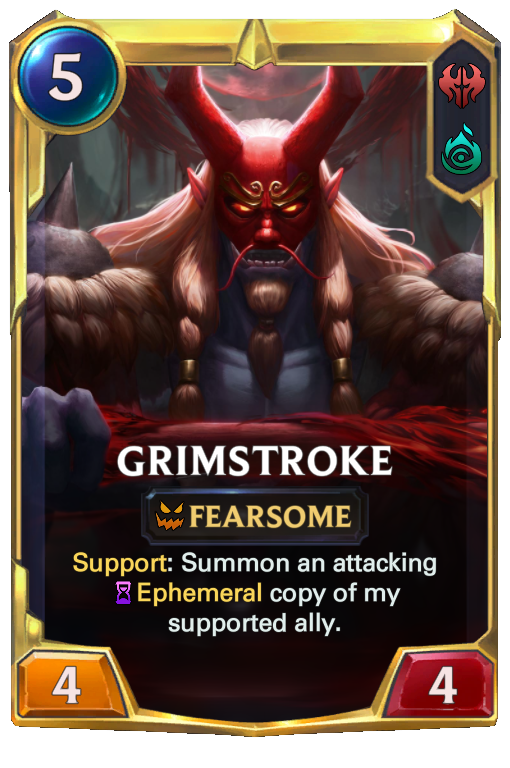 5
GRIMSTROKE
FEARSOME
Support: Summon an attacking
Ephemeral copy of my
supported ally.
4 4